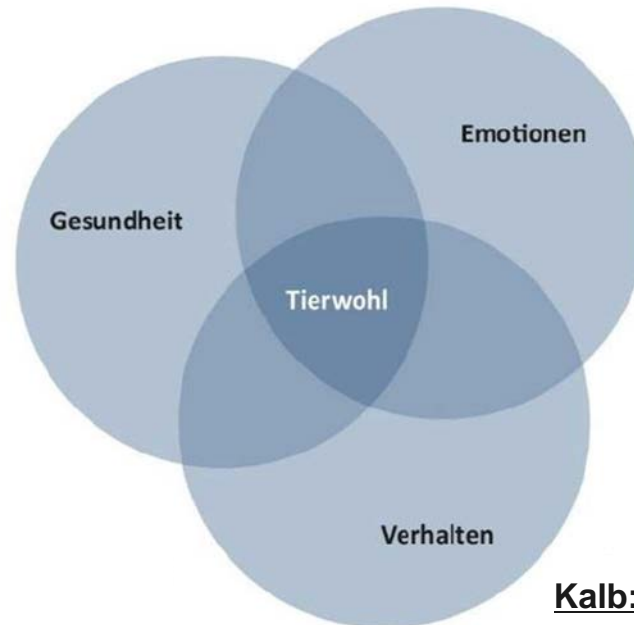 Emotionen
Gesundheit
Tierwohl
Verhalten
Kalb: